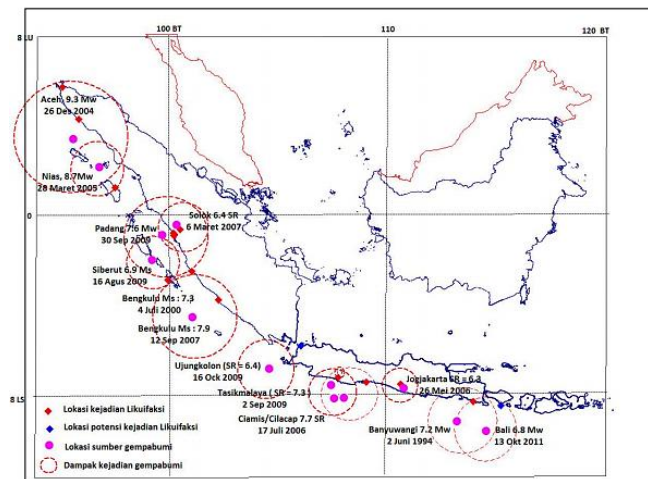 100 BT
110
120 BT
8 LU
Aceh, 9.3 Mw
26 Des 2004
Nias, 8.7Mw
28 Maret 2005
0
Solok 6.4 SR
6 Maret 2007
Padang 7.6 Mw
30 Sep 2009
Siberut 6.9 Ms
16 Agus 2009
Bengkulu Ms : 7.3
4 Juli 2000
Bengkulu Ms : 7.9
12 Sep 2007
Ujungkolon (SR = 6.4)
16 Ock 2009
Tasikmalaya ( SR = 7.3 )
2 Sep 2009
Ciamis/Cilacap 7.7 SR
17 Juli 2006
Jogjakarta SR = 6.3
26 Mei 2006
Banyuwangi 7.2 Mw
2 Juni 1994
Bali 6.8 Mw
13 Okt 2011
8 LS
Lokasi kejadian Likuifaksi
Lokasi potensi kejadian Likuifaksi
Lokasi sumber gempabumi
Dampak kejadian gempabumi